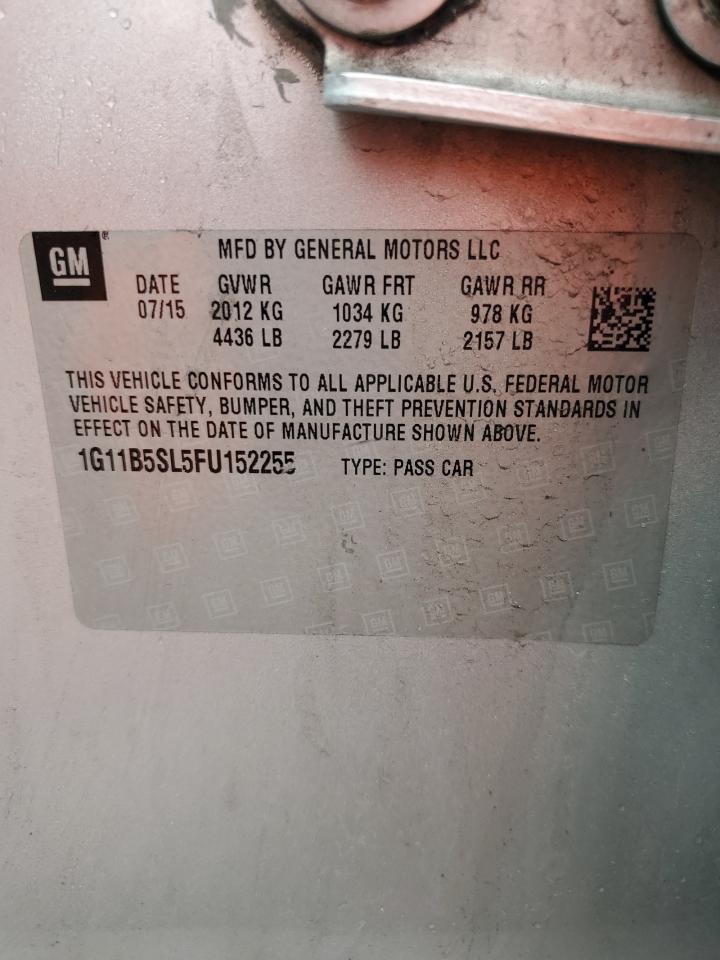 GM®
MFD BY GENERAL MOTORS LLC
DATE GVWR GAWR FRT GAWR RR
07/15 2012 KG 1034 KG 978 KG
4436 LB 2279 LB 2157 LB
THIS VEHICLE CONFORMS TO ALL APPLICABLE U.S. FEDERAL MOTOR
VEHICLE SAFETY, BUMPER, AND THEFT PREVENTION STANDARDS IN
EFFECT ON THE DATE OF MANUFACTURE SHOWN ABOVE.
1G11B5SL5FU152255 TYPE: PASS CAR